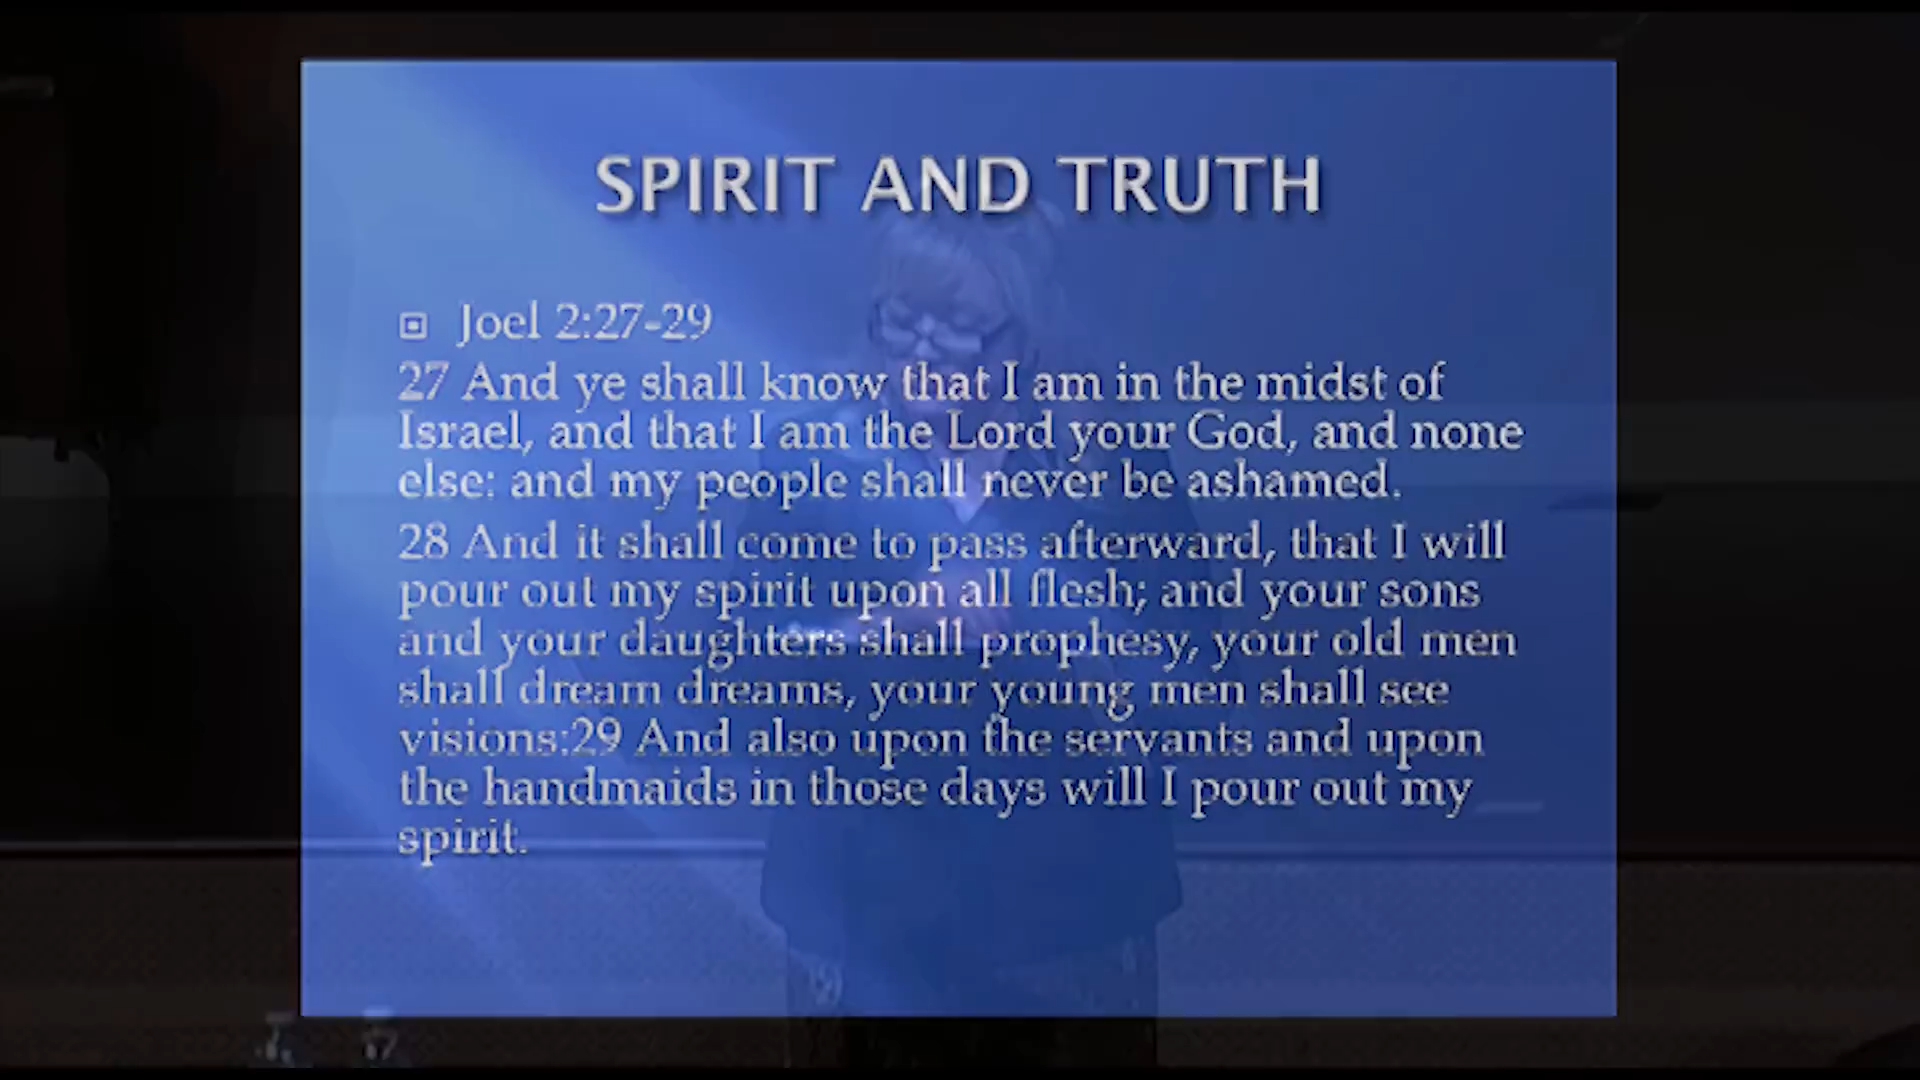 SPIRIT AND TRUTH
Joel 2:27-29
27 And ye shall know that I am in the midst of
Israel, and that I am the Lord your God, and none
else: and my people shall never be ashamed.
28 And it shall come to pass afterward, that I will
pour out my spirit upon all flesh; and your sons
and your daughters shall prophesy, your old men
shall dream dreams, your young men shall see
visions:29 And also upon the servants and upon
the handmaids in those days will I pour out my
spirit.